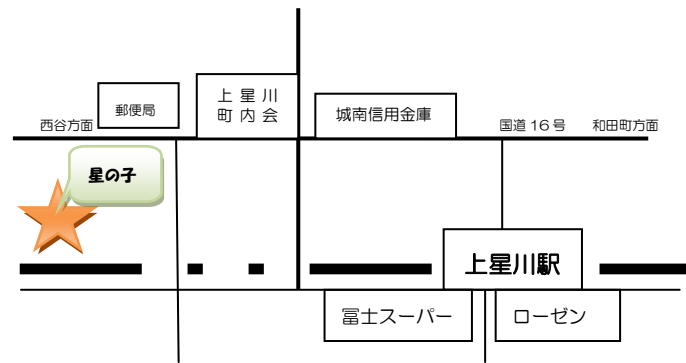 上星川
町内会
郵便局
城南信用金庫
西谷方面
国道16号
和田町方面
星の子
上星川駅
冨士スーパー
ローゼン